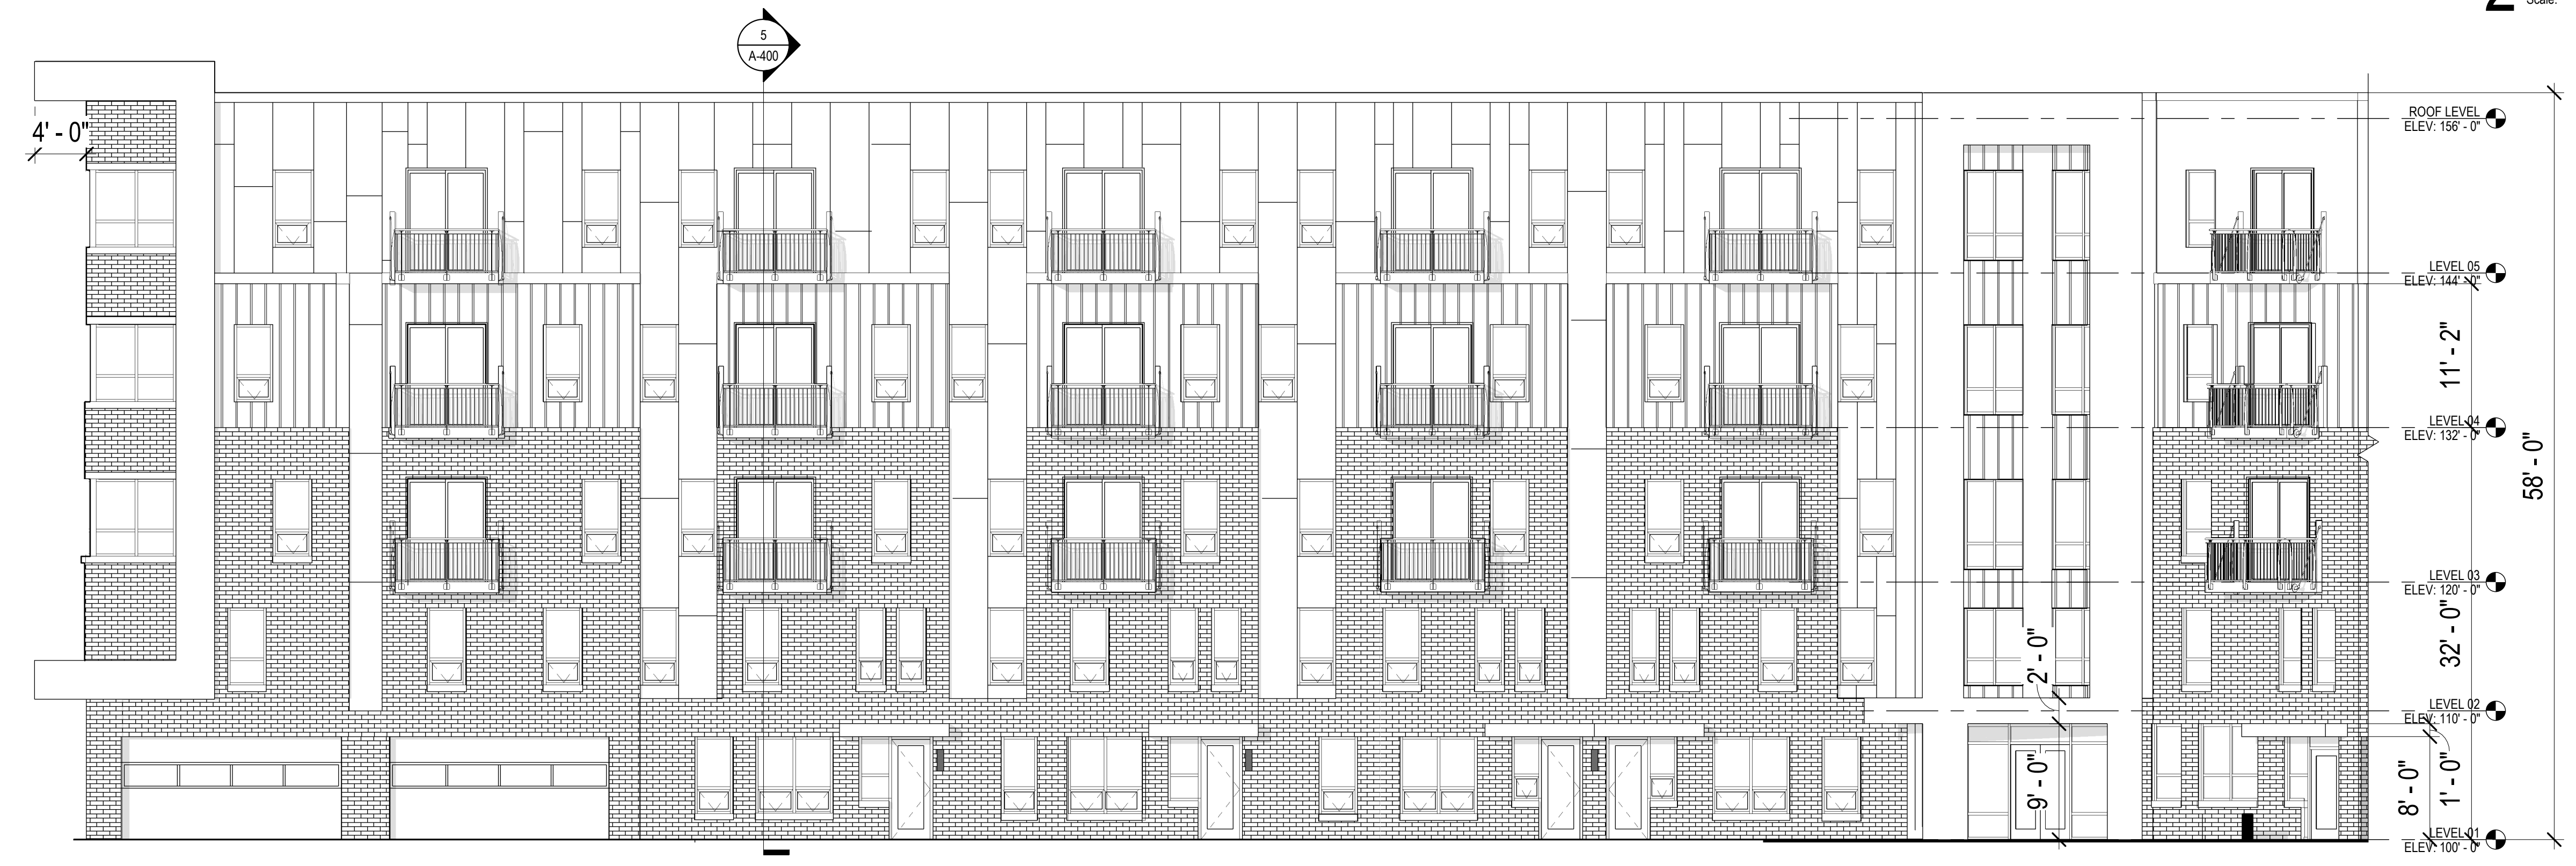 Scale:
5
A-400
4' - 0"
ROOF LEVEL
ELEV: 156' - 0"
LEVEL 05
ELEV: 144' - 0"
11' - 2"
LEVEL 04
ELEV: 132' - 0"
58' - 0"
LEVEL 03
ELEV: 120' - 0"
32' - 0"
2' - 0"
LEVEL 02
ELEV: 110' - 0"
9' - 0"
8' - 0"
1' - 0"
LEVEL 01
ELEV: 100' - 0"